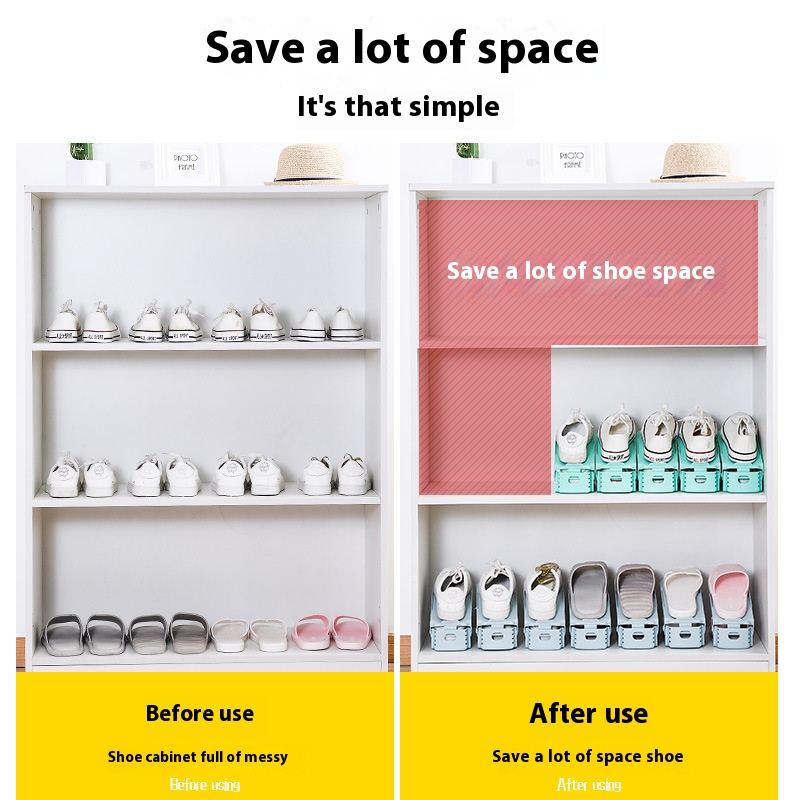 Save a lot of space
It's that simple
PHOTO
FRAME
PHOTO
FRAME
Save a lot of shoe space
Before use
After use
Shoe cabinet full of messy
Save a lot of space shoe
Before using
After using